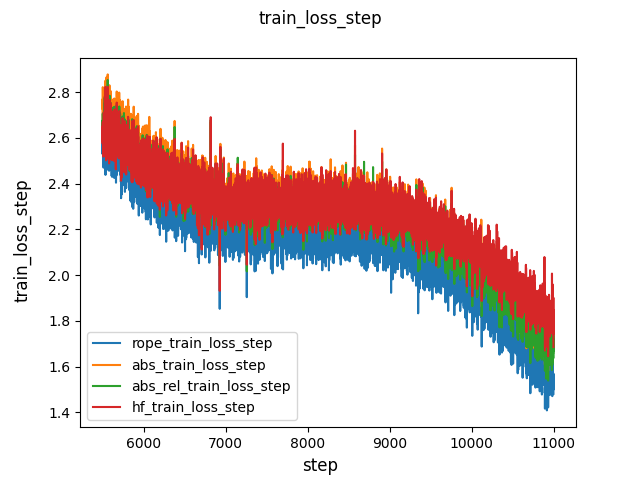 train_loss_step
train_loss_step
2.8
2.6
2.4
2.2
2.0
1.8
1.6
1.4
rope_train_loss_step
abs_train_loss_step
abs_rel_train_loss_step
hf_train_loss_step
6000 7000 8000 9000 10000 11000
step